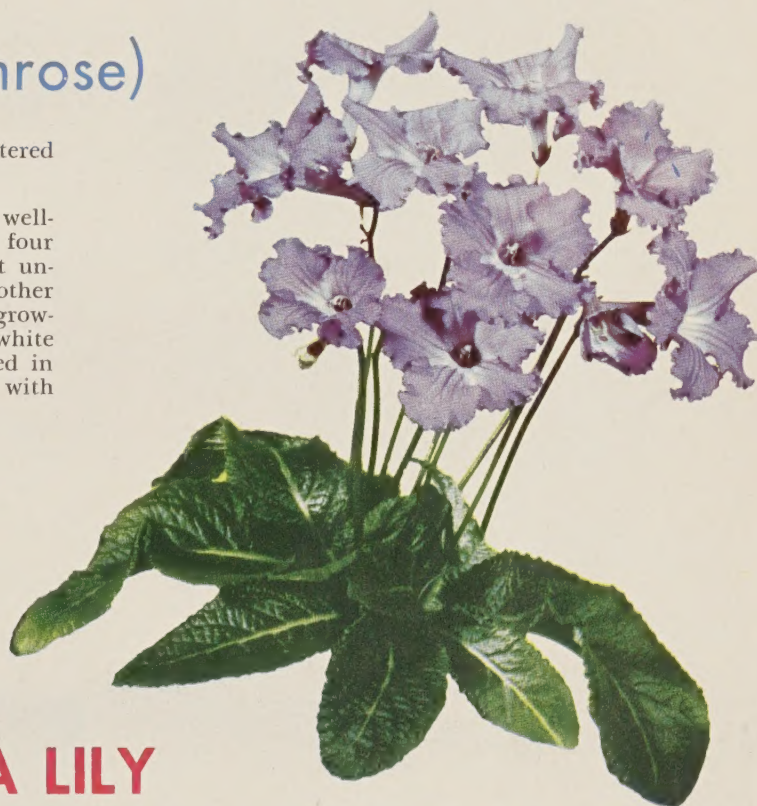 nrose)
tered
well-
four
t un-
other
grow-
white
ed in
with
A LILY